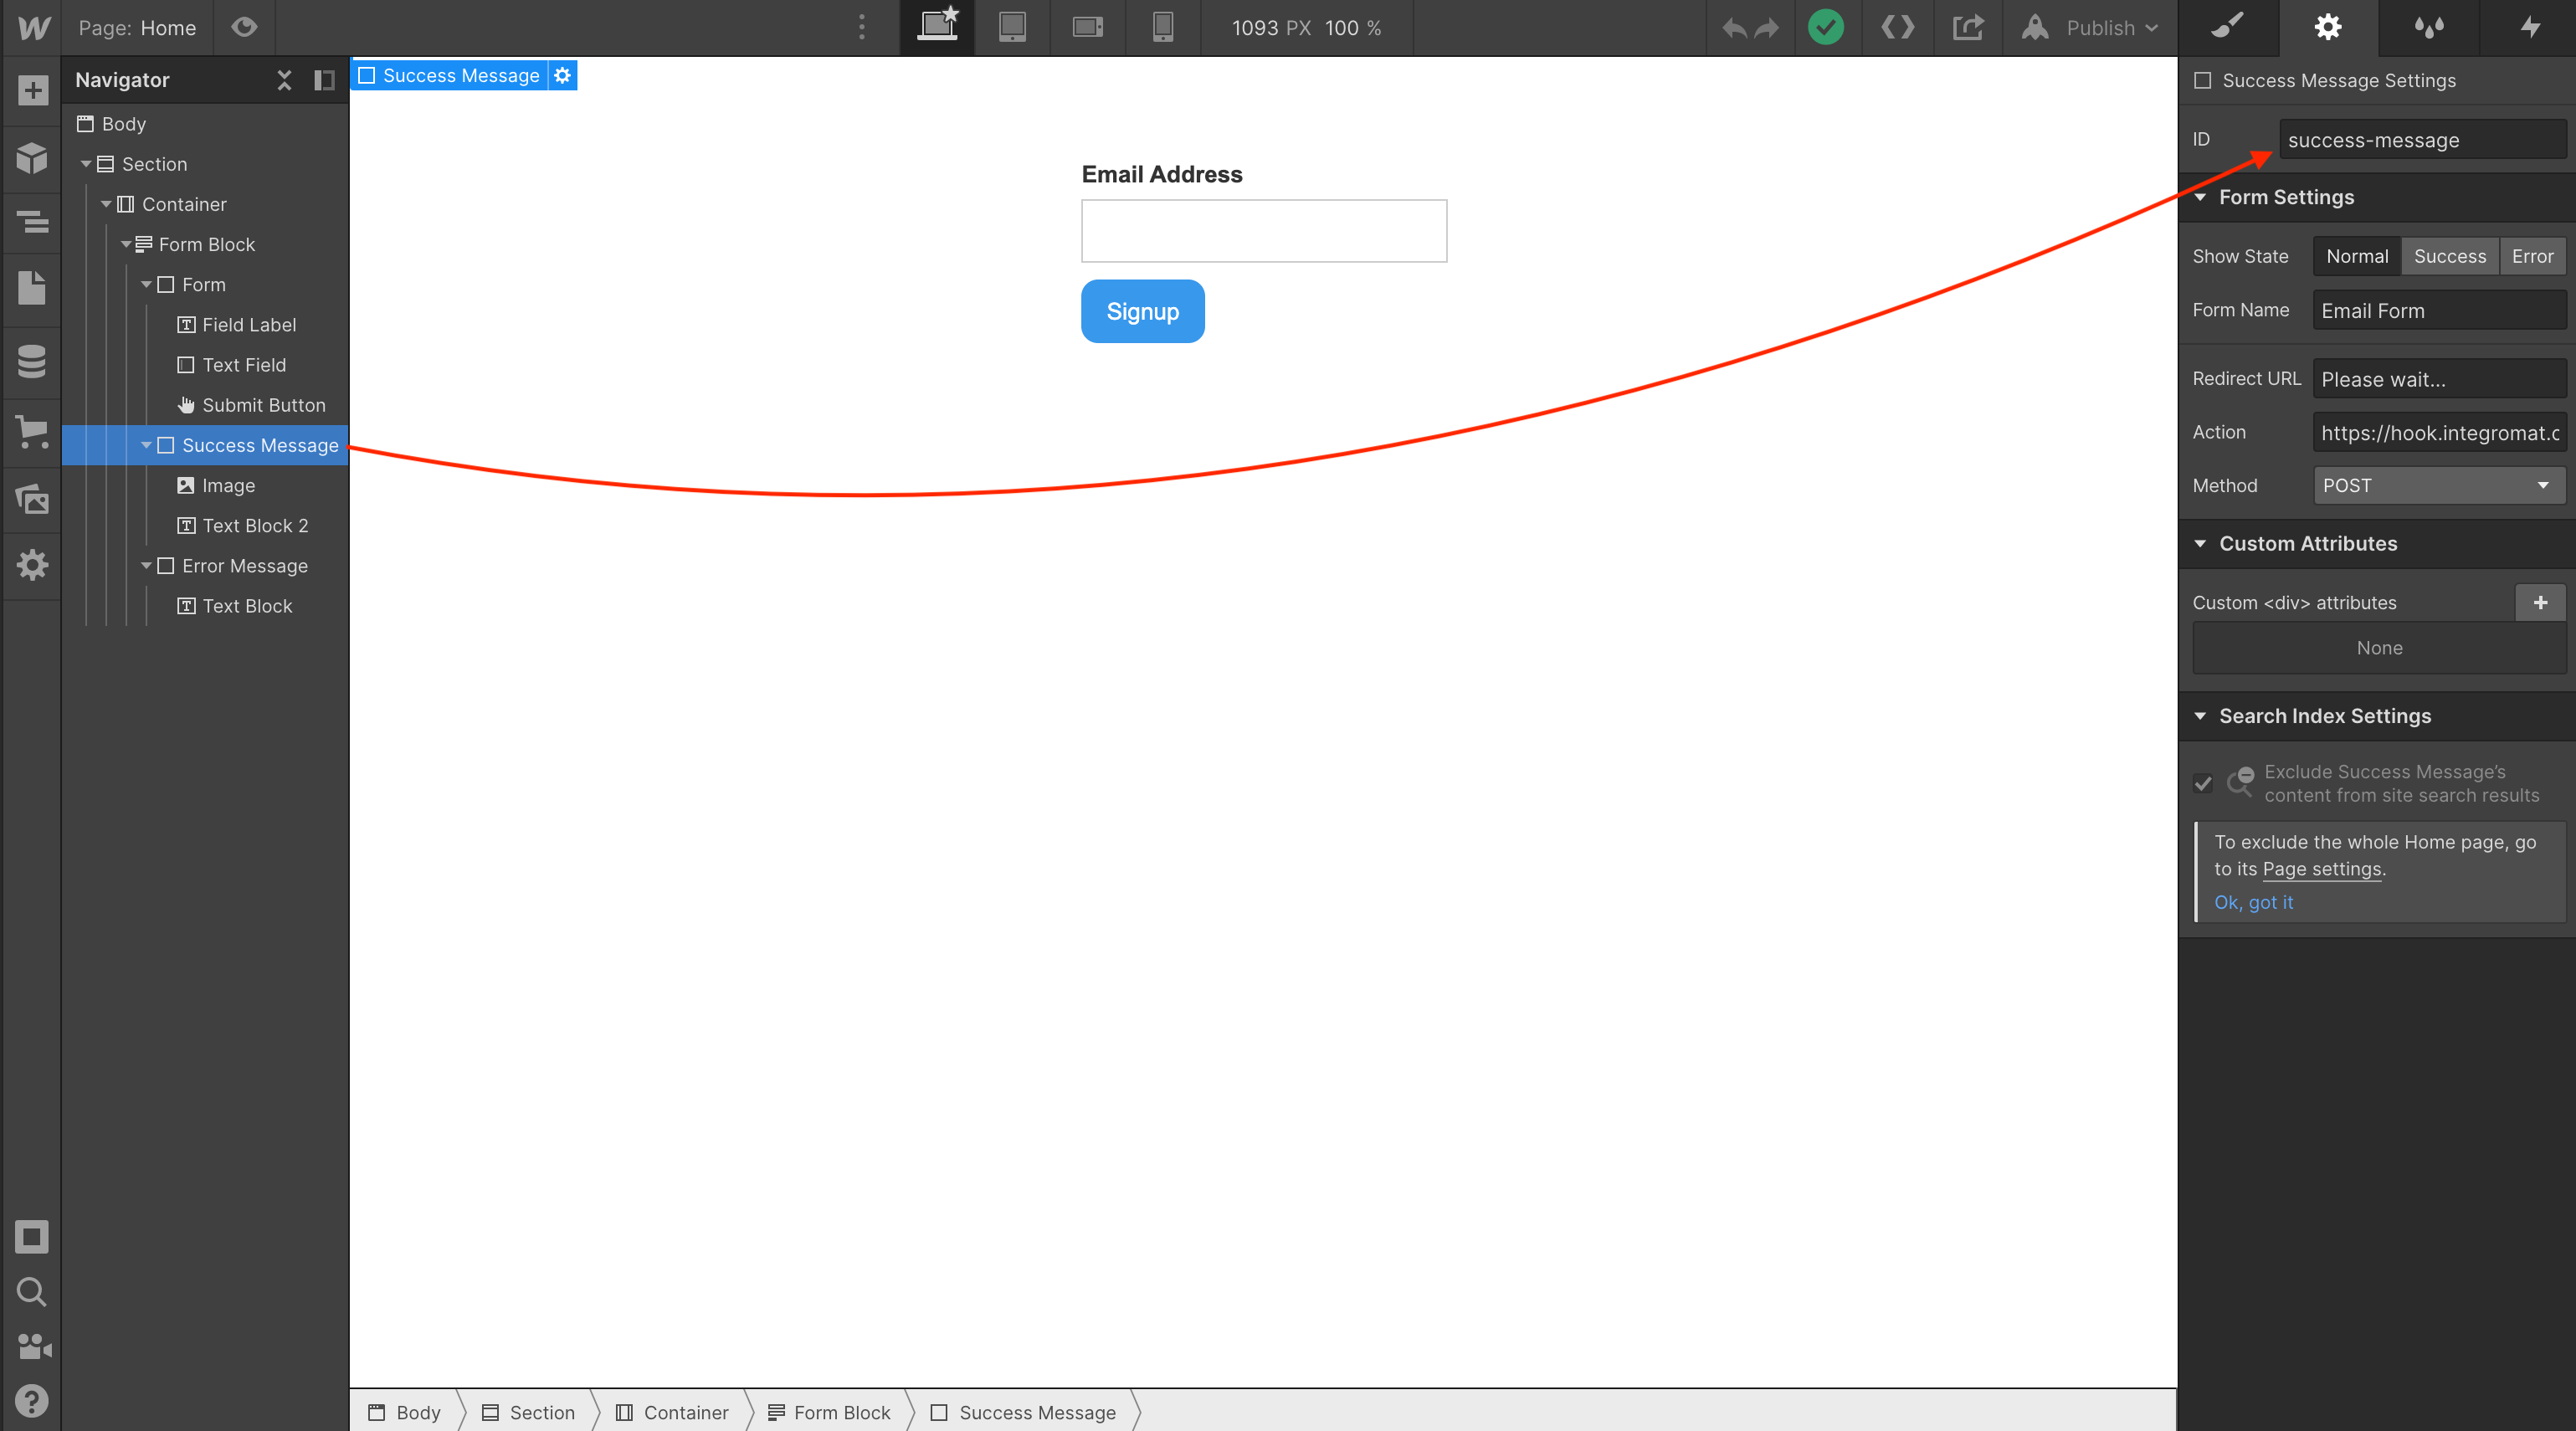 Page: Home
1093 PX 100 %
Publish
Navigator
Body
Section
Container
Form Block
Form
Field Label
Text Field
Submit Button
Success Message
Image
Text Block 2
Error Message
Text Block
Success Message
Email Address
Signup
Success Message Settings
ID
success-message
Form Settings
Show State
Normal
Success
Error
Form Name
Email Form
Redirect URL
Please wait...
Action
https://hook.integromat.c
Method
POST
Custom Attributes
Custom <div> attributes
None
Search Index Settings
Exclude Success Message's
content from site search results
To exclude the whole Home page, go
to its Page settings.
Ok, got it
Body
Section
Container
Form Block
Success Message